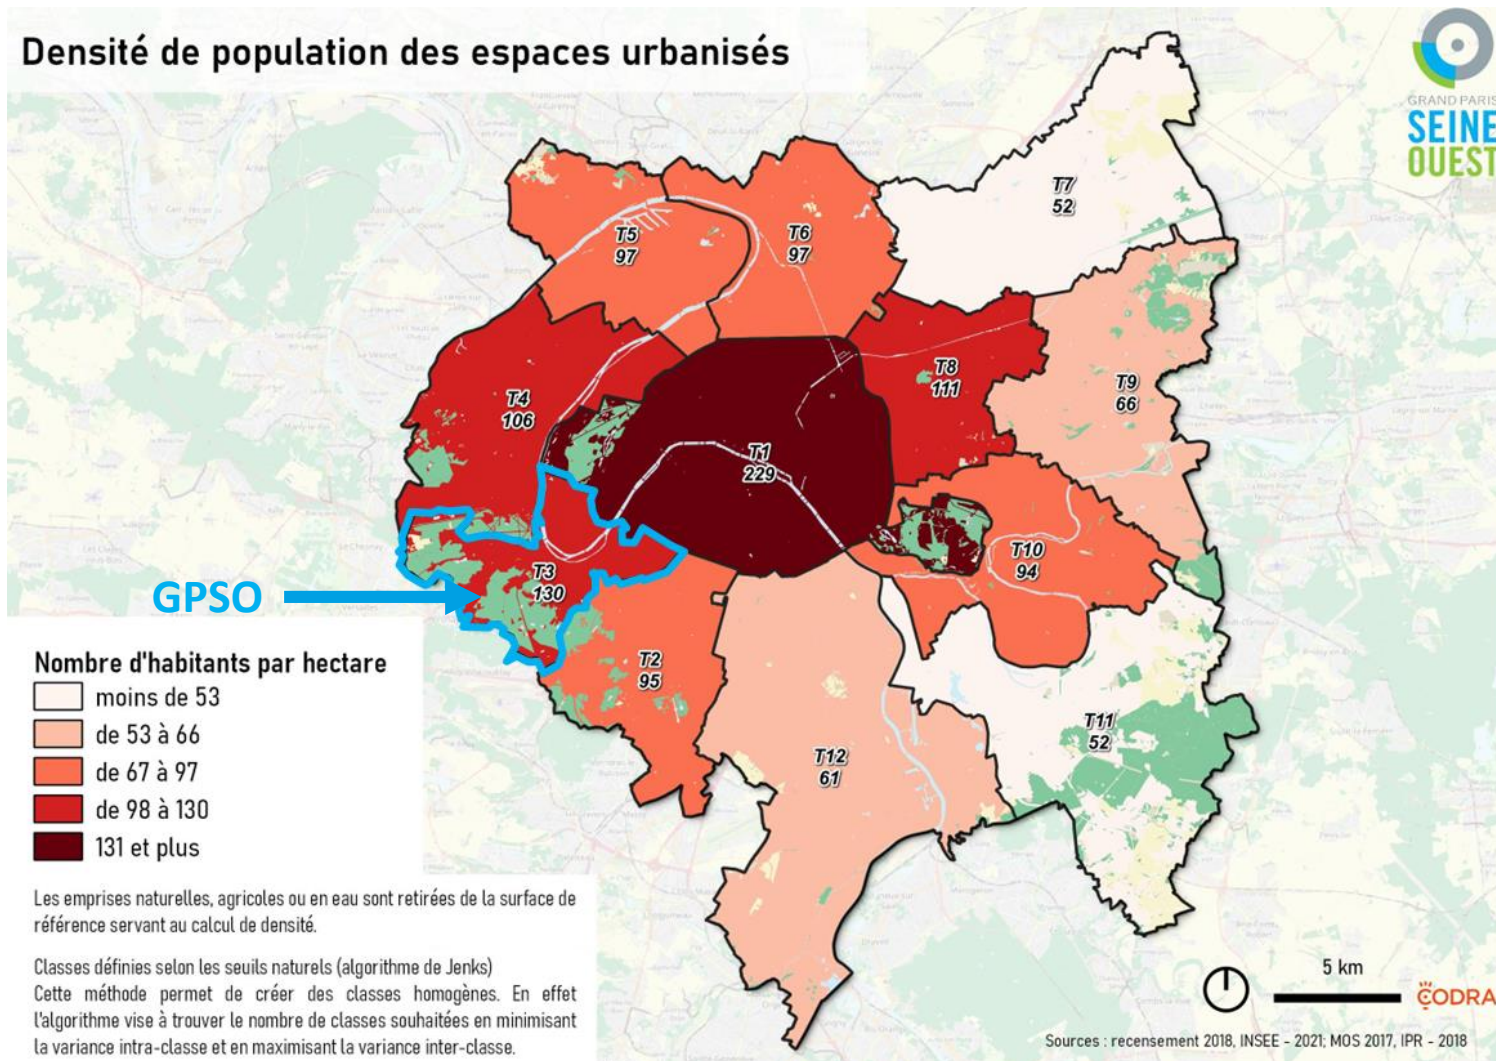 Densité de population des espaces urbanisés
GRAND PARIS
SEINE
OUEST
T7
52
T5
97
T6
97
T8
111
T9
66
T4
106
T1
229
T3
130
T10
94
GPSO
T2
95
T11
52
T12
61
Nombre d'habitants par hectare
moins de 53
de 53 à 66
de 67 à 97
de 98 à 130
131 et plus
Les emprises naturelles, agricoles ou en eau sont retirées de la surface de
référence servant au calcul de densité.
Classes définies selon les seuils naturels (algorithme de Jenks)
Cette méthode permet de créer des classes homogènes. En effet
l'algorithme vise à trouver le nombre de classes souhaitées en minimisant
la variance intra-classe et en maximisant la variance inter-classe.
5 km
CODRA
Sources : recensement 2018, INSEE - 2021; MOS 2017, IPR - 2018